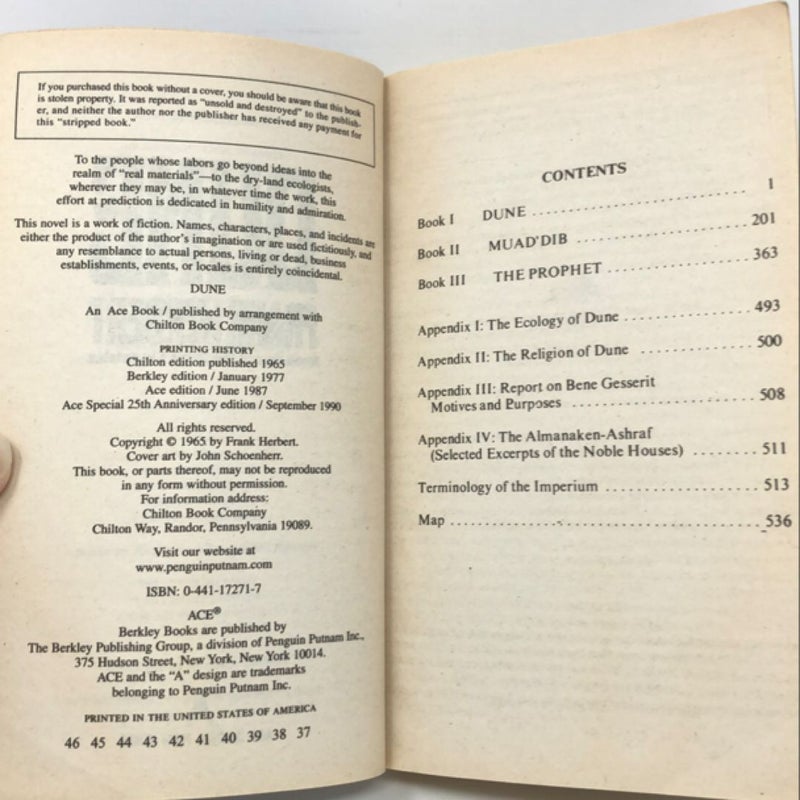 If you purchased this book without a cover, you should be aware that this book
is stolen property. It was reported as "unsold and destroyed" to the publish-
er, and neither the author nor the publisher has received any payment for
this "stripped book."
To the people whose labors go beyond ideas into the
realm of "real materials"—to the dry-land ecologists,
wherever they may be, in whatever time the work, this
effort at prediction is dedicated in humility and admiration.
This novel is a work of fiction. Names, characters, places, and incidents are
either the product of the author's imagination or are used fictitiously, and
any resemblance to actual persons, living or dead, business
establishments, events, or locales is entirely coincidental.
DUNE
An Ace Book / published by arrangement with
Chilton Book Company
PRINTING HISTORY
Chilton edition published 1965
Berkley edition / January 1977
Ace edition / June 1987
Ace Special 25th Anniversary edition / September 1990
All rights reserved.
Copyright © 1965 by Frank Herbert.
Cover art by John Schoenherr.
This book, or parts thereof, may not be reproduced
in any form without permission.
For information address:
Chilton Book Company
Chilton Way, Randor, Pennsylvania 19089.
Visit our website at
www.penguinputnam.com
ISBN: 0-441-17271-7
ACE®
Berkley Books are published by
The Berkley Publishing Group, a division of Penguin Putnam Inc.,
375 Hudson Street, New York, New York 10014.
ACE and the "A" design are trademarks
belonging to Penguin Putnam Inc.
PRINTED IN THE UNITED STATES OF AMERICA
46 45 44 43 42 41 40 39 38 37
CONTENTS
Book I DUNE ........................ 1
Book II MUAD'DIB ........................ 201
Book III THE PROPHET ........................ 363
Appendix I: The Ecology of Dune ........................ 493
Appendix II: The Religion of Dune ........................ 500
Appendix III: Report on Bene Gesserit
Motives and Purposes ........................ 508
Appendix IV: The Almanaken-Ashraf
(Selected Excerpts of the Noble Houses) ........ 511
Terminology of the Imperium ........................ 513
Map ........................ 536